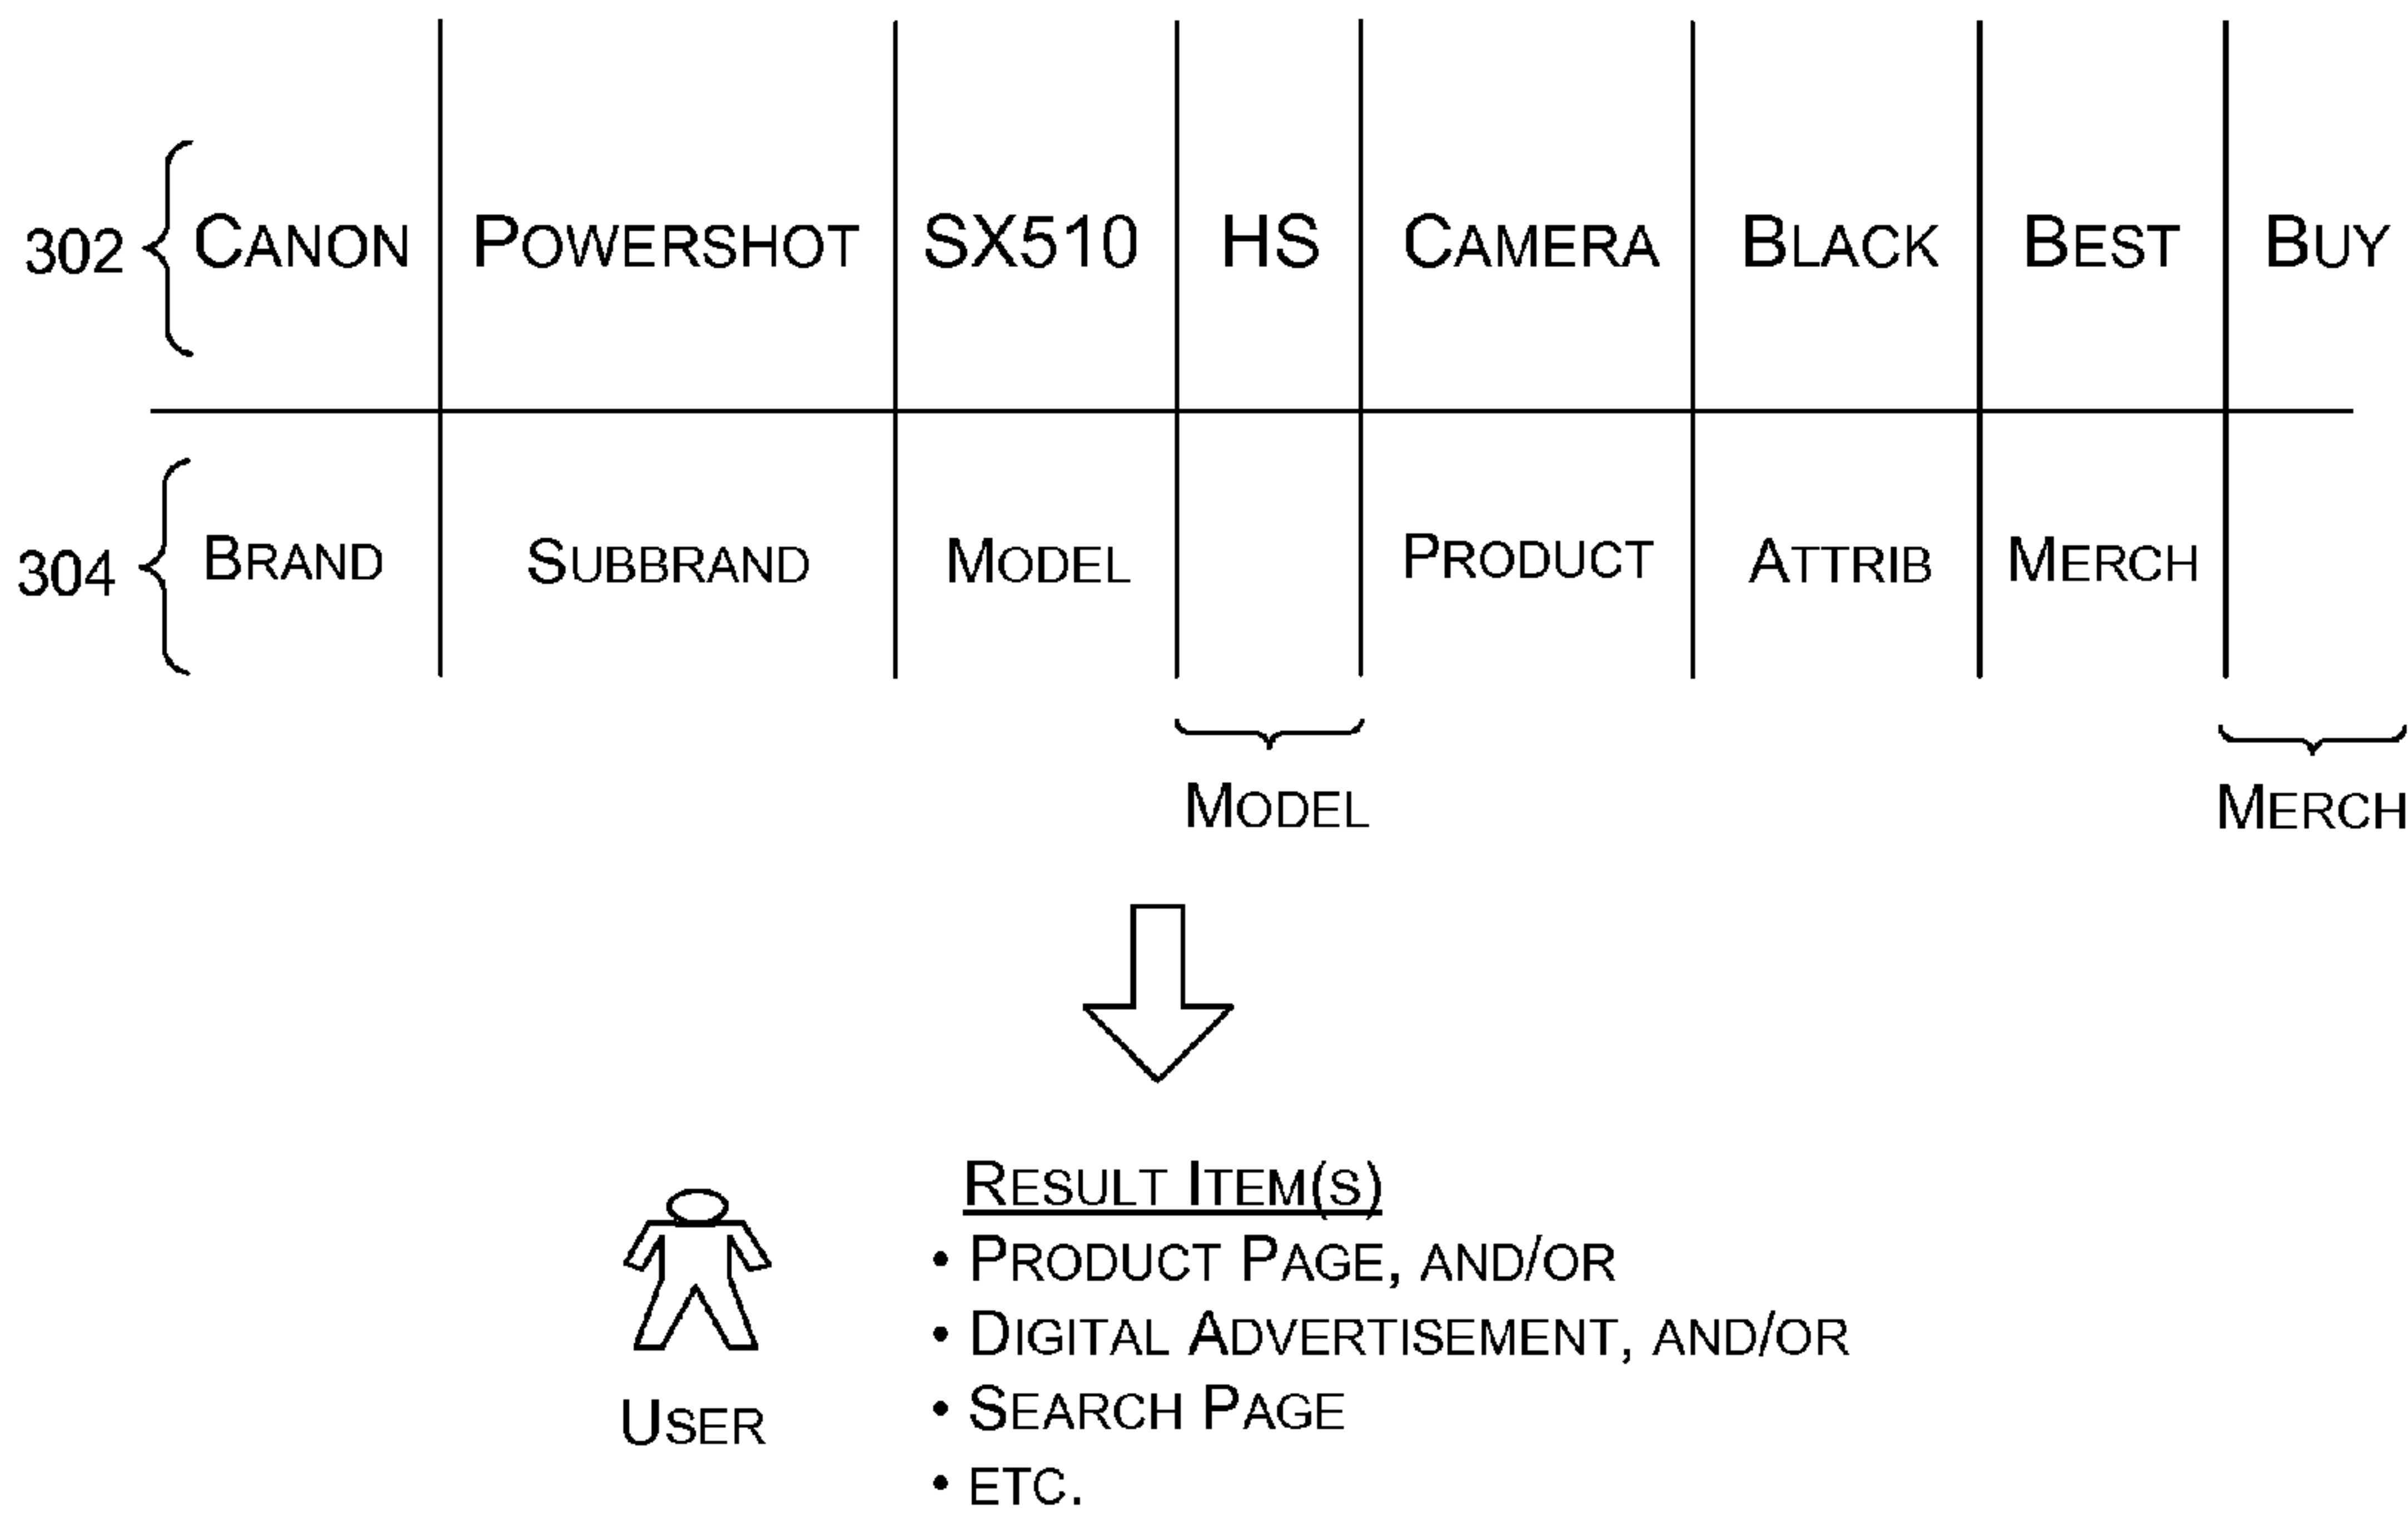 302 CANON POWERSHOT SX510 HS CAMERA BLACK BEST BUY
304 BRAND SUBBRAND MODEL PRODUCT ATTRIB MERCH
MODEL MERCH
RESULT ITEM(S)
• PRODUCT PAGE, AND/OR
• DIGITAL ADVERTISEMENT, AND/OR
• SEARCH PAGE
USER
• ETC.